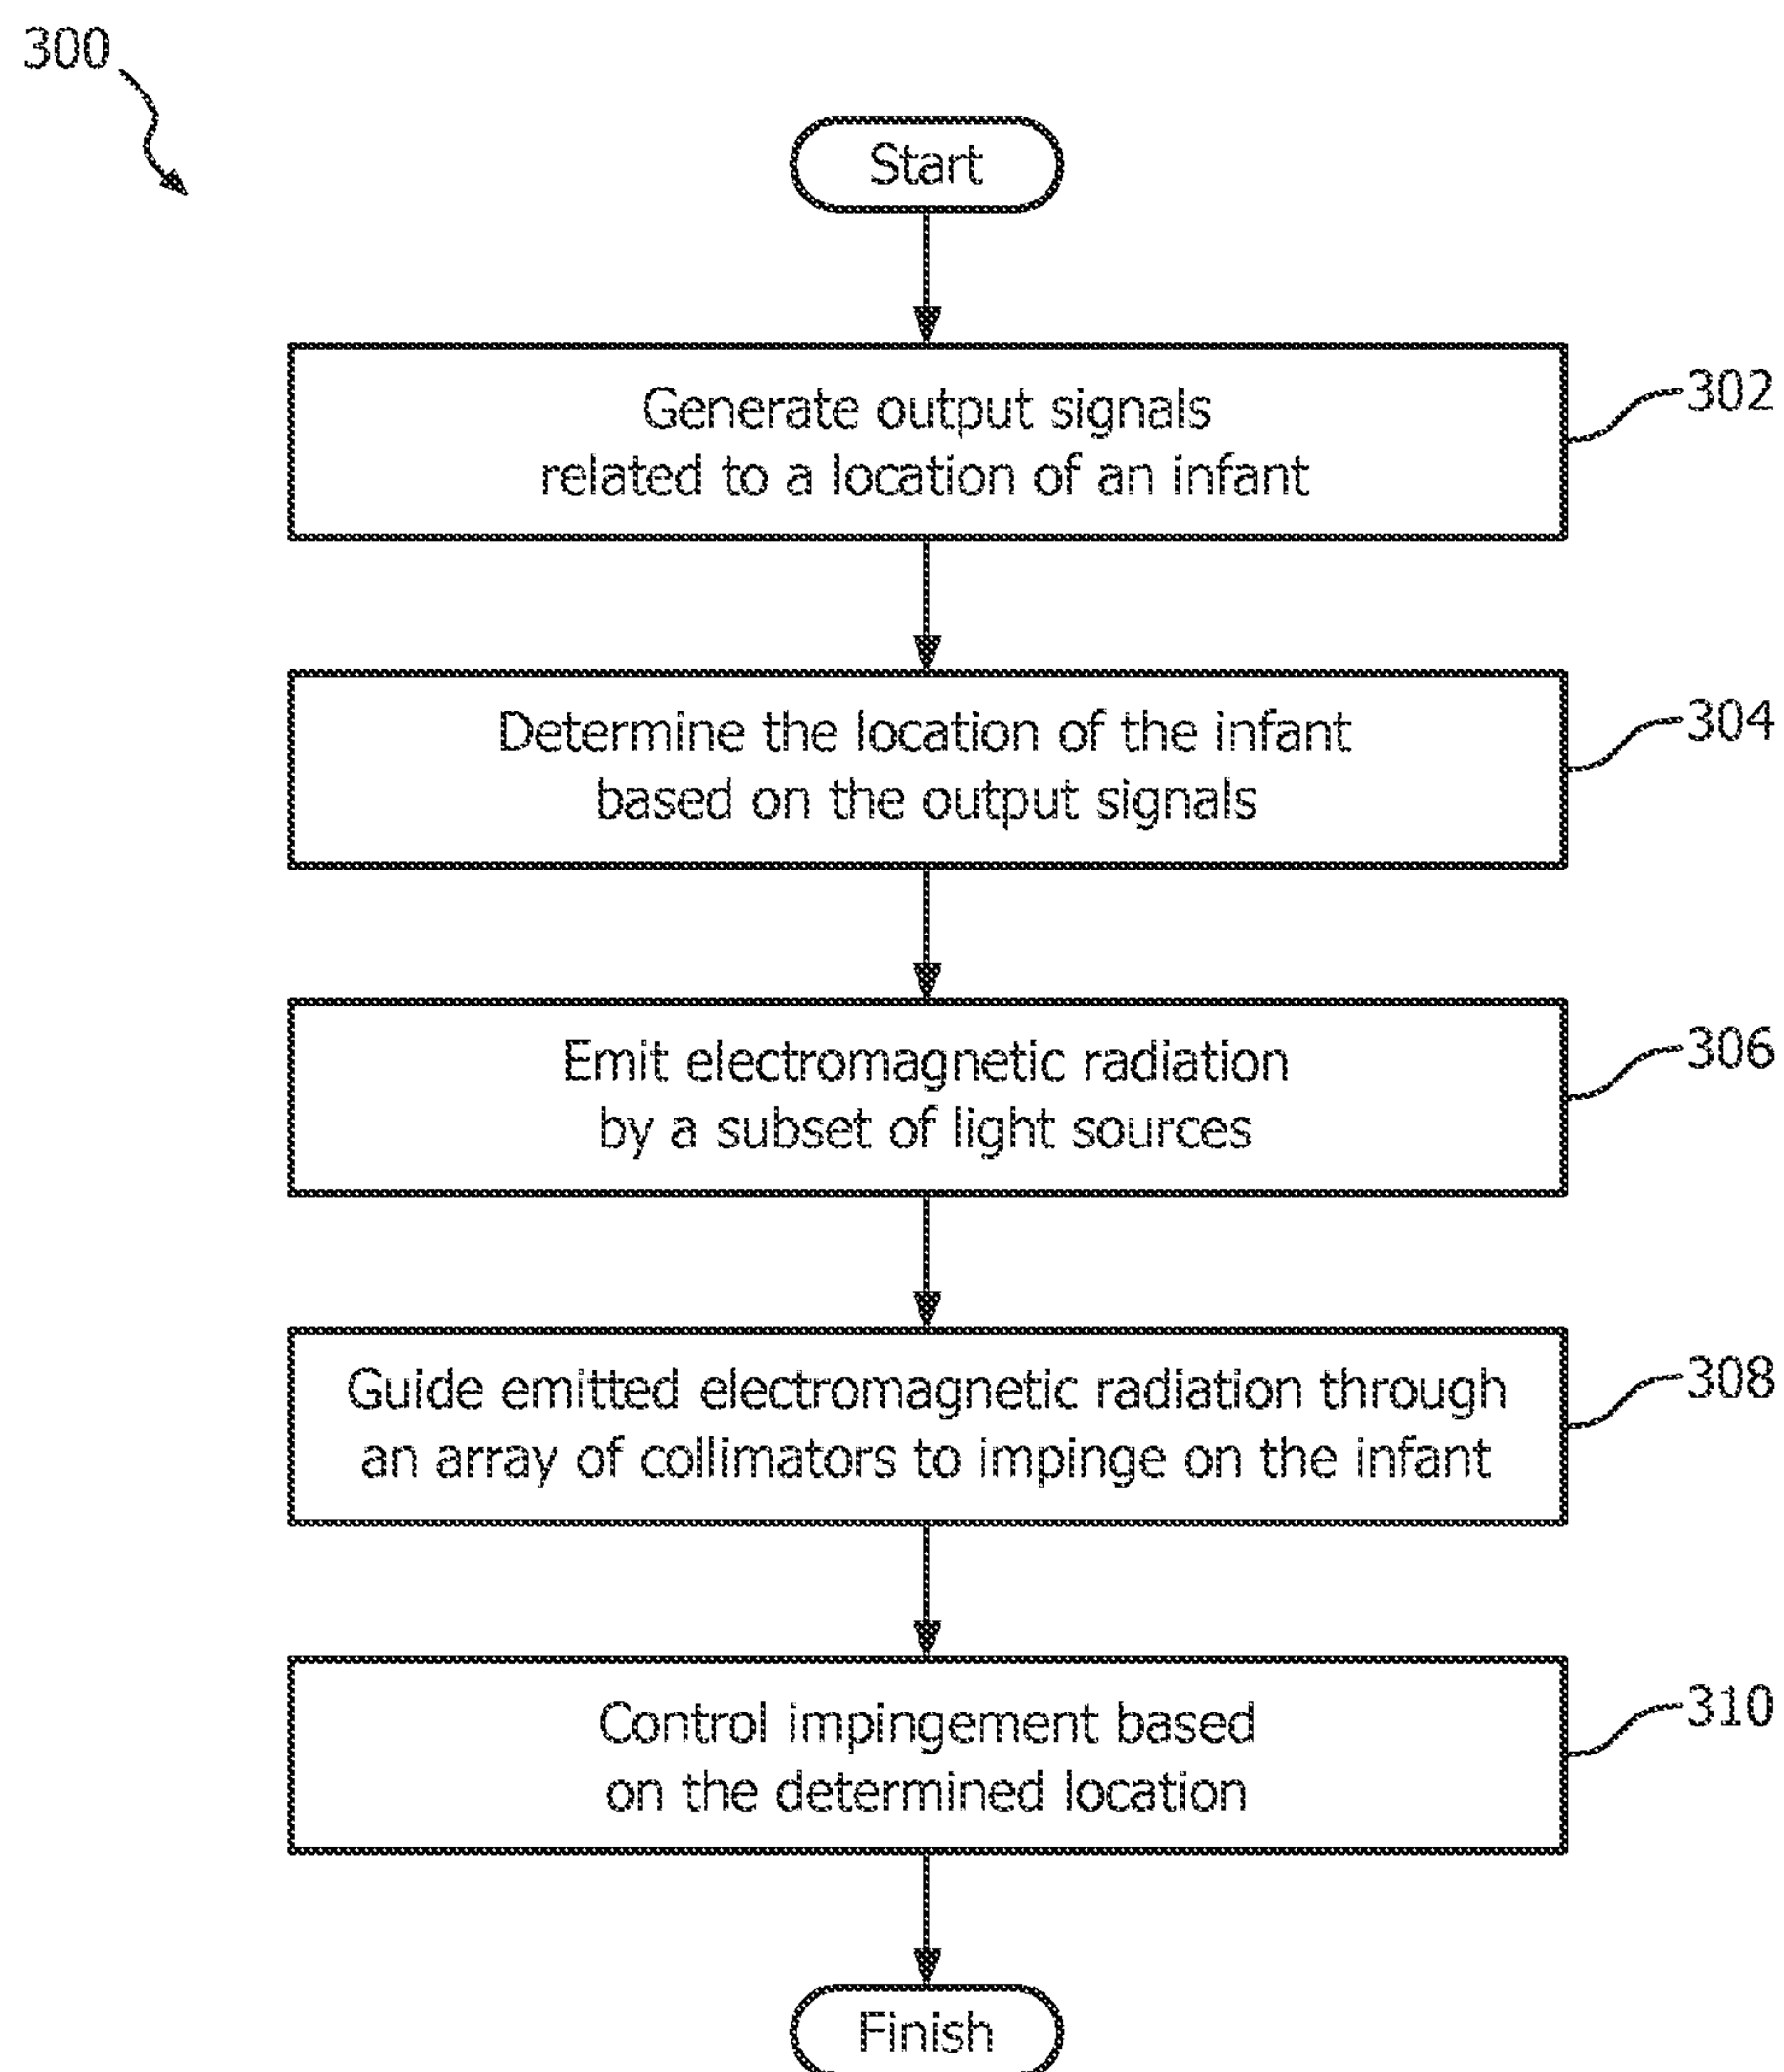 300
Start
Generate output signals
related to a location of an infant
302
Determine the location of the infant
based on the output signals
304
Emit electromagnetic radiation
by a subset of light sources
306
Guide emitted electromagnetic radiation through
an array of collimators to impinge on the infant
308
Control impingement based
on the determined location
310
Finish